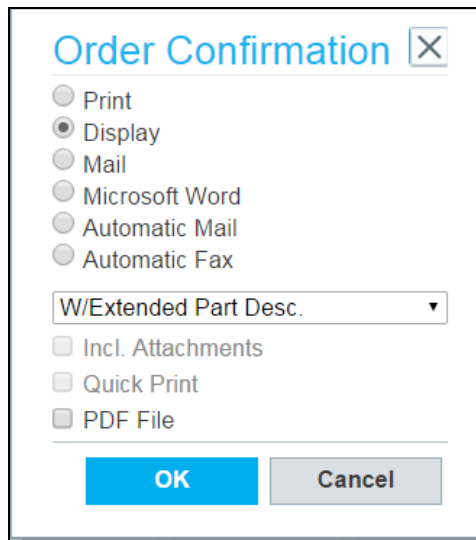 Order Confirmation
Print
Display
Mail
Microsoft Word
Automatic Mail
Automatic Fax
W/Extended Part Desc.
Incl. Attachments
Quick Print
PDF File
OK Cancel